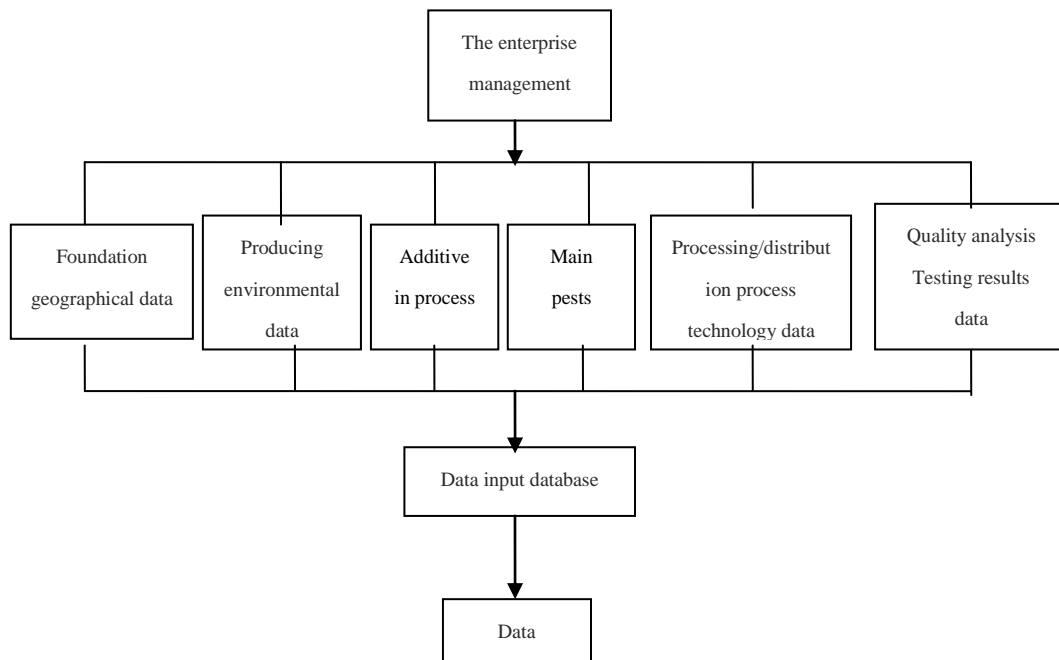 The enterprise
management
Foundation
geographical data
Producing
environmental
data
Additive
in process
Main
pests
Processing/distribut
ion process
technology data
Quality analysis
Testing results
data
Data input database
Data